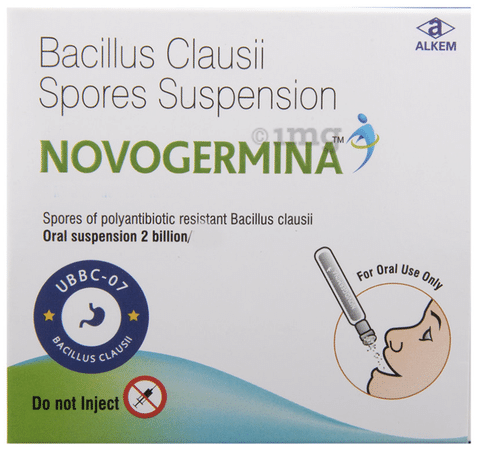 ALKEM
Bacillus Clausii
Spores Suspension
NOVOGERMINA™
©1mg
Spores of polyantibiotic resistant Bacillus clausii
Oral suspension 2 billion/
UBBC-07
BACILLUS CLAUSII
For Oral Use Only
Do not Inject